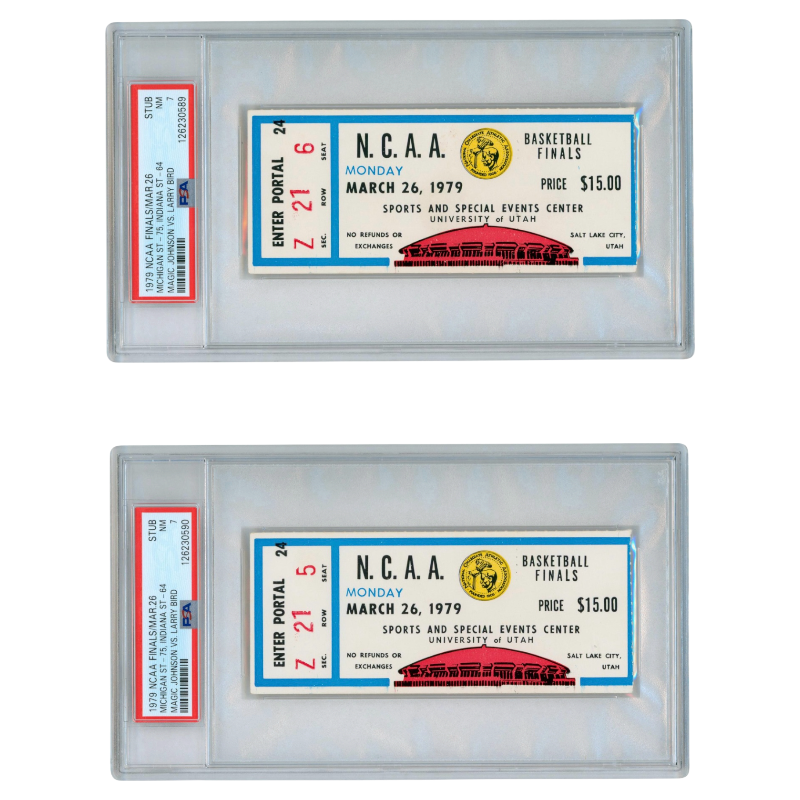 1979 NCAA FINALS/MAR.26
MICHIGAN ST - 75, INDIANA ST - 64
MAGIC JOHNSON VS. LARRY BIRD
STUB
NM
7
126230589
PSA
ENTER PORTAL 24
Z 21 6
SEC. ROW SEAT
N.C.A.A.
BASKETBALL
FINALS
MONDAY
MARCH 26, 1979
PRICE $15.00
SPORTS AND SPECIAL EVENTS CENTER
UNIVERSITY of UTAH
NO REFUNDS OR
EXCHANGES
SALT LAKE CITY,
UTAH
1979 NCAA FINALS/MAR.26
MICHIGAN ST - 75, INDIANA ST - 64
MAGIC JOHNSON VS. LARRY BIRD
STUB
NM
7
126230590
PSA
ENTER PORTAL 24
Z 21 5
SEC. ROW SEAT
N.C.A.A.
BASKETBALL
FINALS
MONDAY
MARCH 26, 1979
PRICE $15.00
SPORTS AND SPECIAL EVENTS CENTER
UNIVERSITY of UTAH
NO REFUNDS OR
EXCHANGES
SALT LAKE CITY,
UTAH